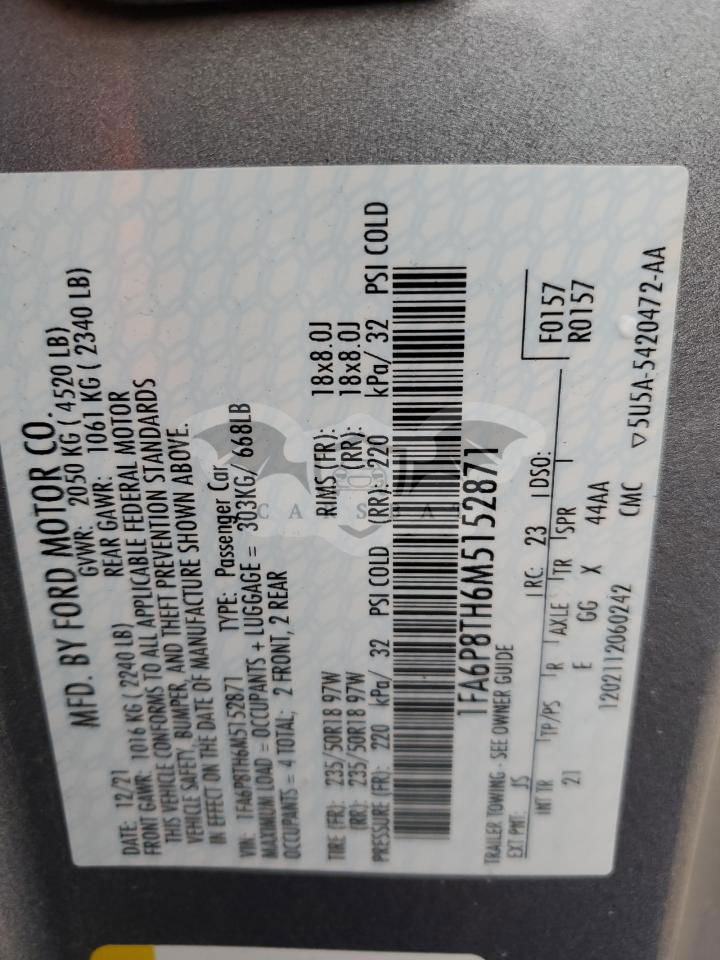 MFD. BY FORD MOTOR CO.
DATE: 12/21 GVWR: 2050 KG ( 4520 LB)
FRONT GAWR: 1016 KG (2240 LB) REAR GAWR: 1061 KG ( 2340 LB)
THIS VEHICLE CONFORMS TO ALL APPLICABLE FEDERAL MOTOR
VEHICLE SAFETY, BUMPER, AND THEFT PREVENTION STANDARDS
IN EFFECT ON THE DATE OF MANUFACTURE SHOWN ABOVE.
VIN: 1FA6P8TH6M5152871 TYPE: Passenger Car
MAXIMUM LOAD = OCCUPANTS + LUGGAGE = 303KG/ 668LB
OCCUPANTS = 4 TOTAL; 2 FRONT, 2 REAR
TIRE (FR): 235/50R18 97W RIMS (FR): 18x8.0J
(RR): 235/50R18 97W (RR): 18x8.0J
PRESSURE (FR): 220 kPa/ 32 PSI COLD (RR): 220 kPa/ 32 PSI COLD
1FA6P8TH6M5152871
TRAILER TOWING - SEE OWNER GUIDE
EXT PNT: JS RC: 23 DSO: F0157
R0157
INT TR TP/PS R AXLE TR SPR
21 E GG X 44AA
1202112060242 CMC ▽5U5A-5420472-AA